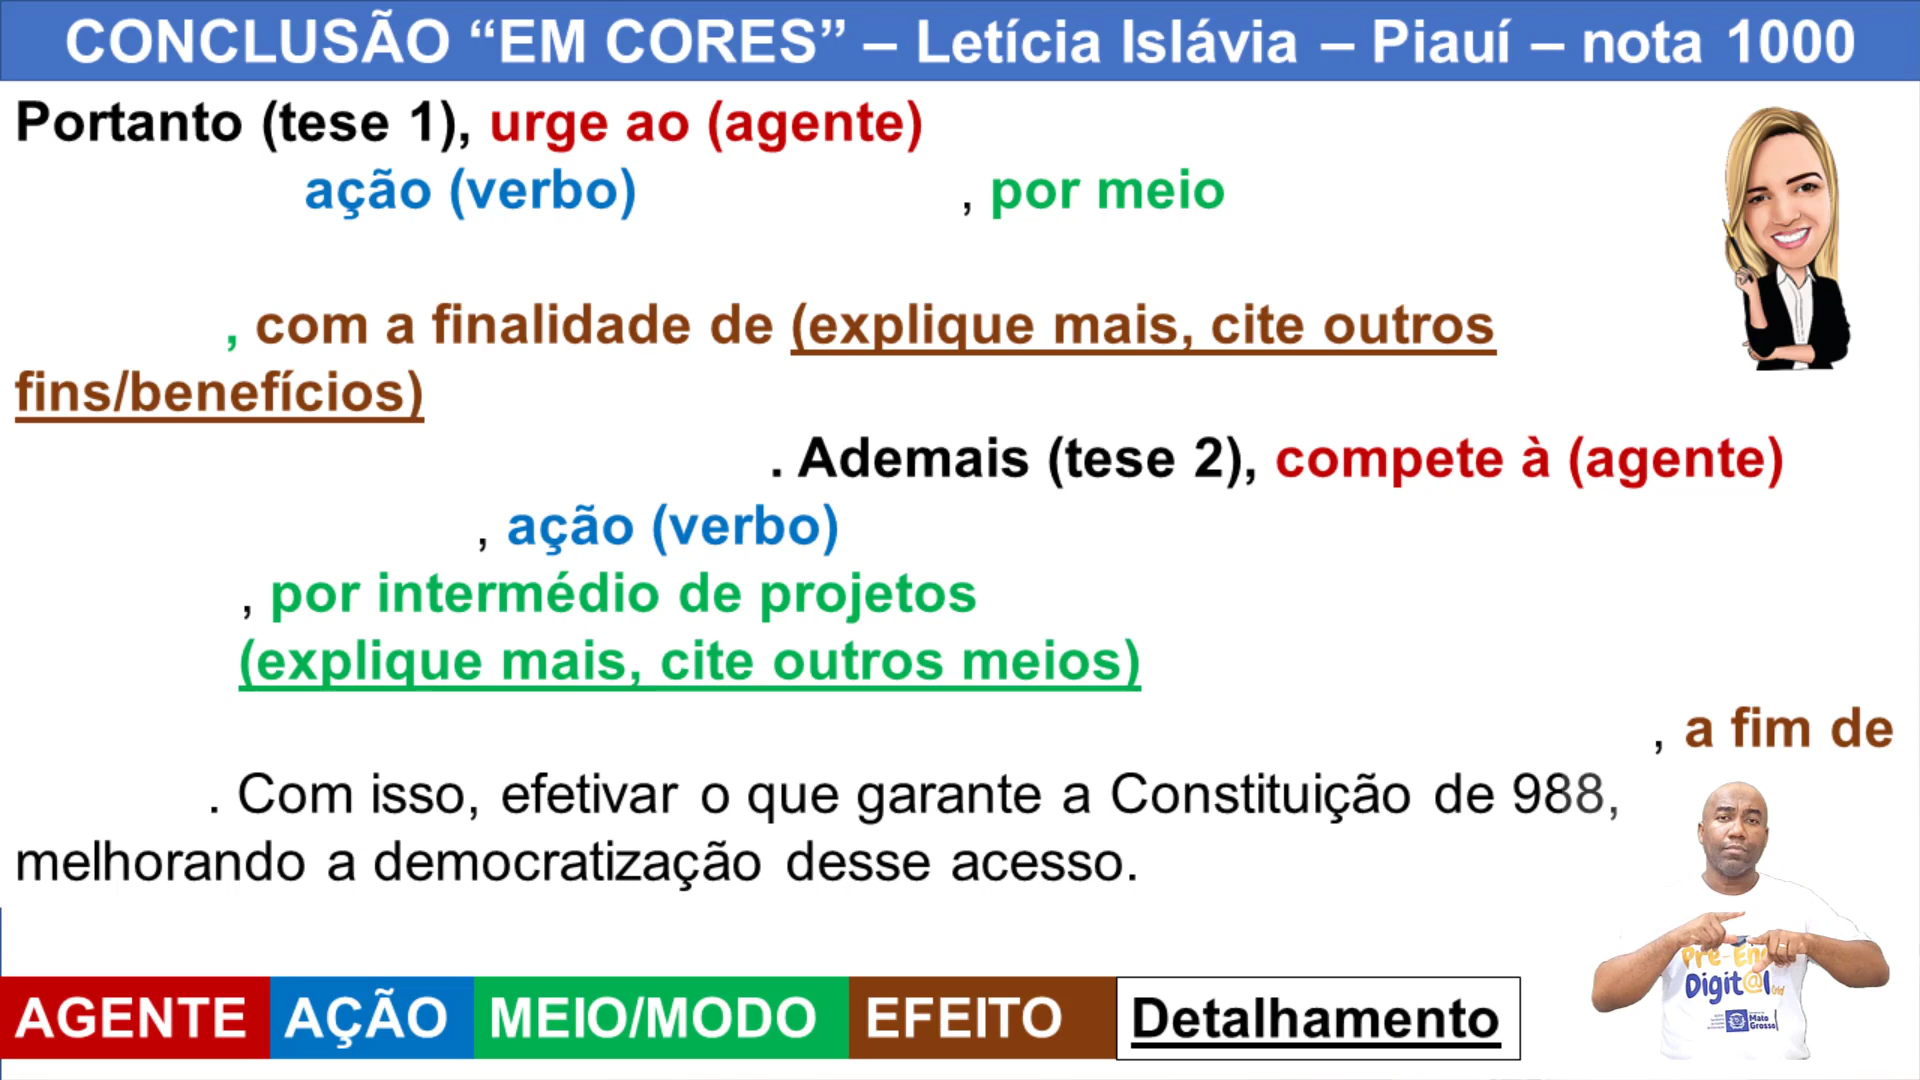 CONCLUSÃO “EM CORES” – Letícia Islávia – Piauí – nota 1000
Portanto (tese 1), urge ao (agente)
ação (verbo) , por meio
, com a finalidade de (explique mais, cite outros
fins/benefícios)
. Ademais (tese 2), compete à (agente)
, ação (verbo)
, por intermédio de projetos
(explique mais, cite outros meios)
, a fim de
. Com isso, efetivar o que garante a Constituição de 988,
melhorando a democratização desse acesso.
Digit@l
Mato
Grosso
AGENTE AÇÃO MEIO/MODO EFEITO Detalhamento